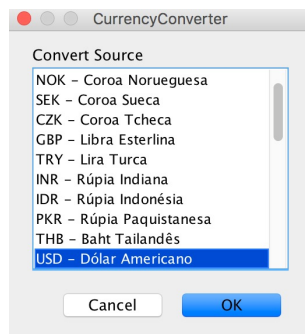 CurrencyConverter
Convert Source
NOK – Coroa Norueguesa
SEK – Coroa Sueca
CZK – Coroa Tcheca
GBP – Libra Esterlina
TRY – Lira Turca
INR – Rúpia Indiana
IDR – Rúpia Indonésia
PKR – Rúpia Paquistanesa
THB – Baht Tailandês
USD – Dólar Americano
Cancel OK